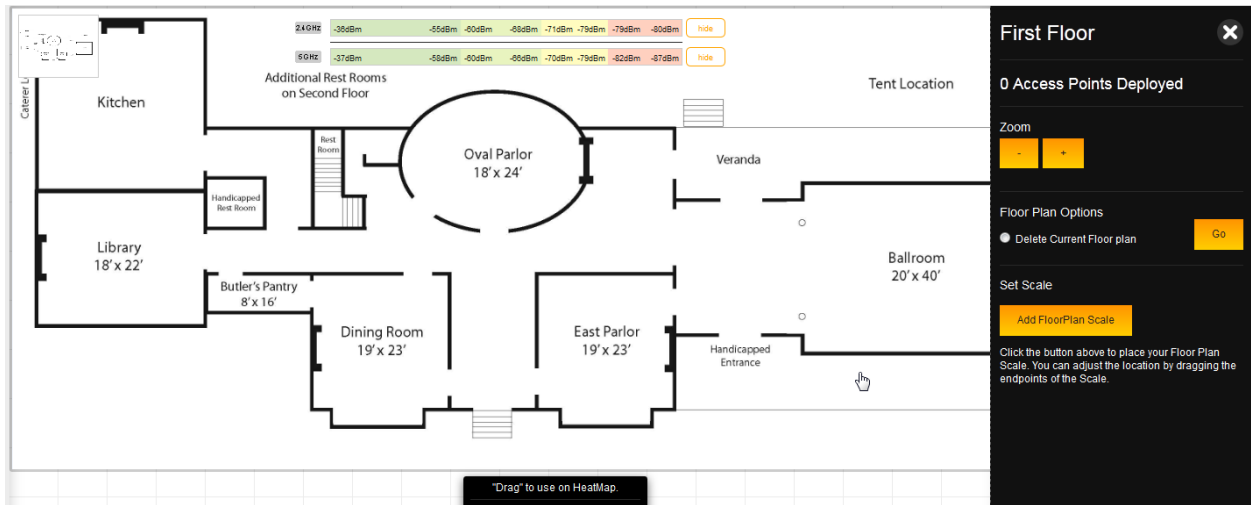 2.4 GHz -36dBm -55dBm -60dBm -68dBm -71dBm -79dBm -79dBm -80dBm hide
5 GHz -37dBm -58dBm -60dBm -66dBm -70dBm -79dBm -82dBm -87dBm hide
Additional Rest Rooms
on Second Floor
Tent Location
Kitchen
Rest
Room
Oval Parlor
18' x 24'
Veranda
Handicapped
Rest Room
Library
18' x 22'
Butler's Pantry
8' x 16'
Ballroom
20' x 40'
Dining Room
19' x 23'
East Parlor
19' x 23'
Handicapped
Entrance
"Drag" to use on HeatMap.
First Floor
0 Access Points Deployed
Zoom
- +
Floor Plan Options
Delete Current Floor plan
Go
Set Scale
Add FloorPlan Scale
Click the button above to place your Floor Plan
Scale. You can adjust the location by dragging the
endpoints of the Scale.
Caterer